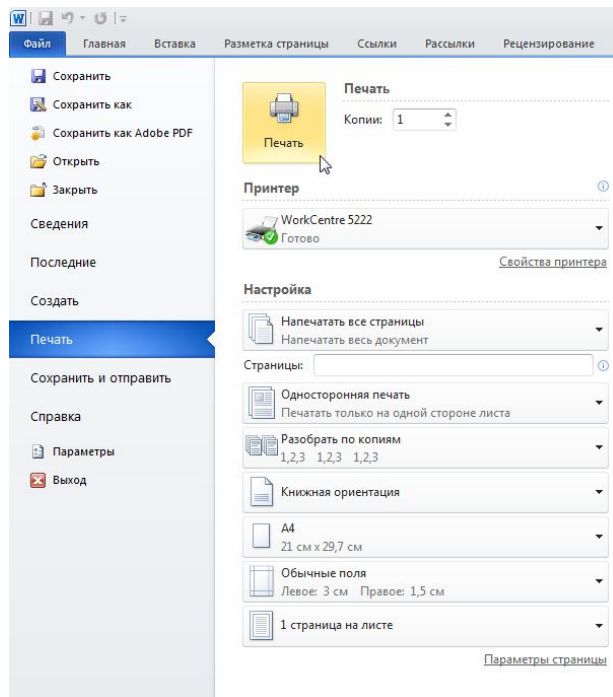 W
Файл Главная Вставка Разметка страницы Ссылки Рассылки Рецензирование
Сохранить
Сохранить как
Сохранить как Adobe PDF
Открыть
Закрыть
Сведения
Последние
Создать
Печать
Сохранить и отправить
Справка
Параметры
Выход
Печать
Печать
Копии: 1
Принтер
WorkCentre 5222
Готово
Свойства принтера
Настройка
Напечатать все страницы
Напечатать весь документ
Страницы:
Односторонняя печать
Печатать только на одной стороне листа
Разобрать по копиям
1,2,3 1,2,3 1,2,3
Книжная ориентация
A4
21 см x 29,7 см
Обычные поля
Левое: 3 см Правое: 1,5 см
1 страница на листе
Параметры страницы